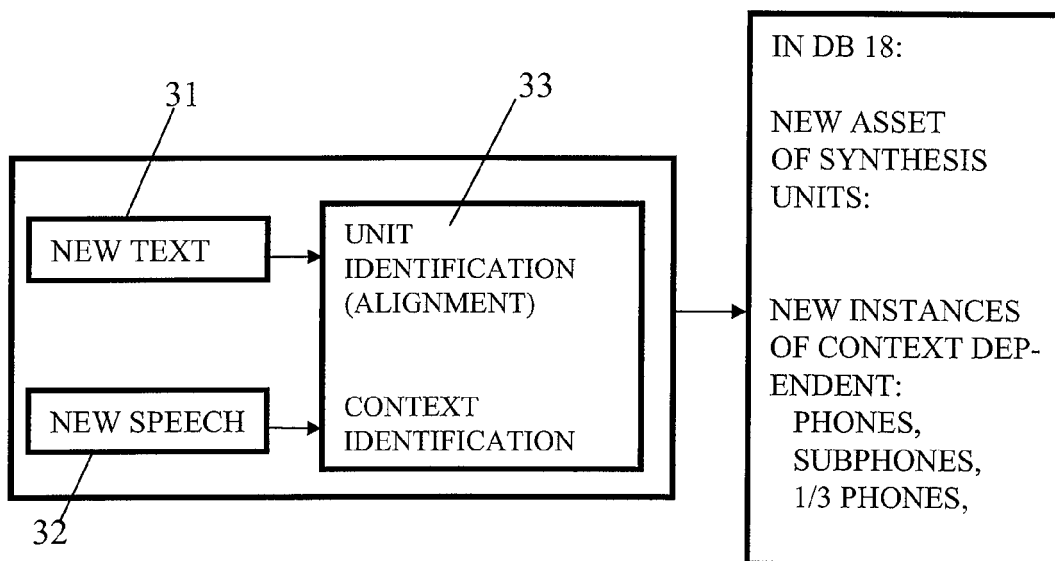 31
33
NEW TEXT
UNIT
IDENTIFICATION
(ALIGNMENT)
NEW SPEECH
CONTEXT
IDENTIFICATION
32
IN DB 18:
NEW ASSET
OF SYNTHESIS
UNITS:
NEW INSTANCES
OF CONTEXT DEP-
ENDENT:
PHONES,
SUBPHONES,
1/3 PHONES,